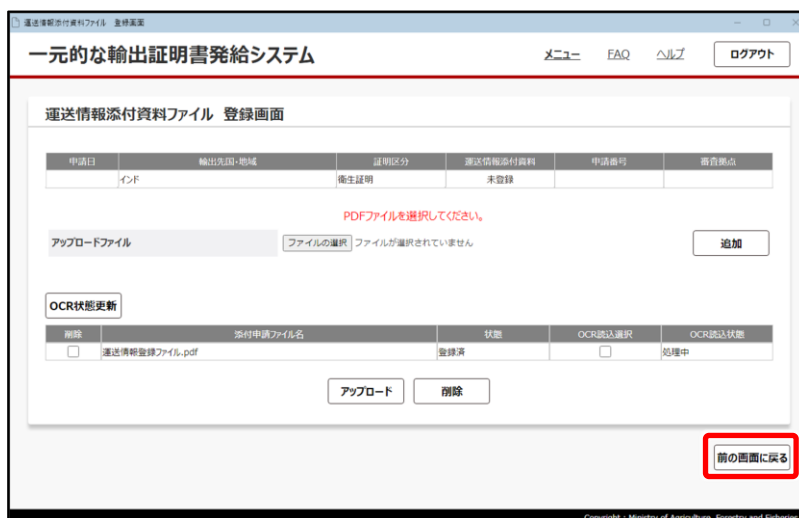 運送情報添付資料ファイル 登録画面
一元的な輸出証明書発給システム
メニュー FAQ ヘルプ ログアウト
運送情報添付資料ファイル 登録画面
申請日 輸出先国・地域 証明区分 運送情報添付資料 申請番号 審査拠点
インド 衛生証明 未登録
PDFファイルを選択してください。
アップロードファイル ファイルの選択 ファイルが選択されていません 追加
OCR状態更新
削除 添付申請ファイル名 状態 OCR読込選択 OCR読込状態
運送情報登録ファイル.pdf 登録済 処理中
アップロード 削除
前の画面に戻る
Copyright : Ministry of Agriculture, Forestry and Fisheries